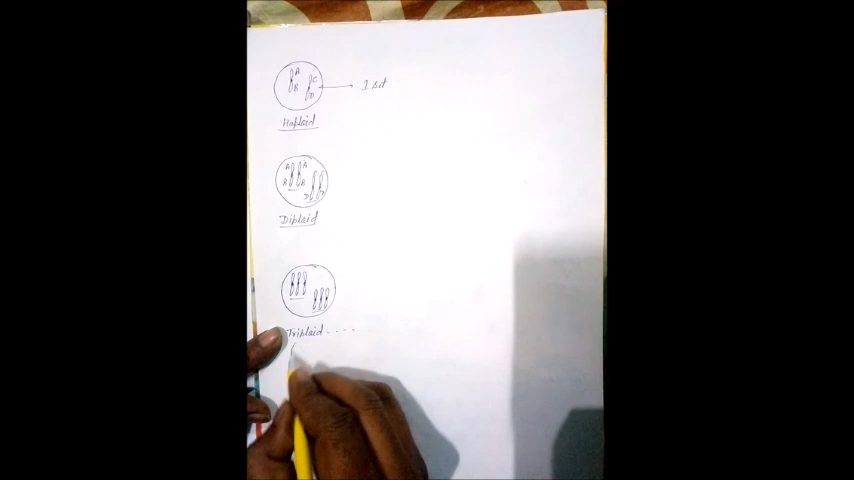 A
C
B
D
1 set
Haploid
A A
B B
D D
Diploid
Triploid ----